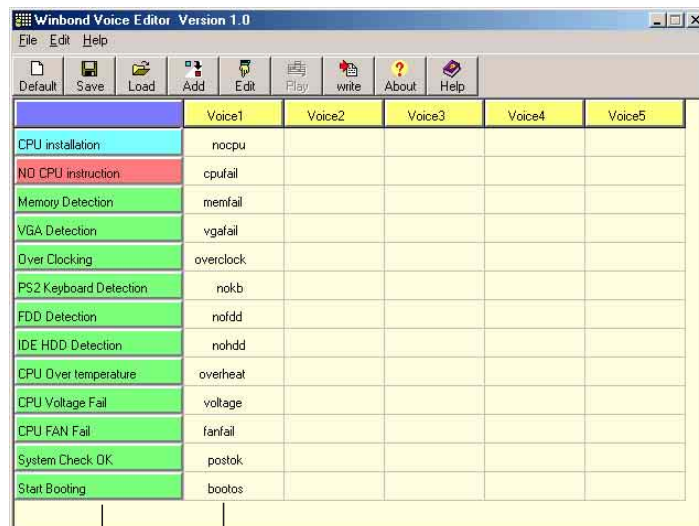 Winbond Voice Editor Version 1.0
File Edit Help
Default Save Load Add Edit Play write About Help
Voice1 Voice2 Voice3 Voice4 Voice5
CPU installation nocpu
NO CPU instruction cpufail
Memory Detection memfail
VGA Detection vgafail
Over Clocking overclock
PS2 Keyboard Detection nokb
FDD Detection nofdd
IDE HDD Detection nohdd
CPU Over temperature overheat
CPU Voltage Fail voltage
CPU FAN Fail fanfail
System Check OK postok
Start Booting bootos